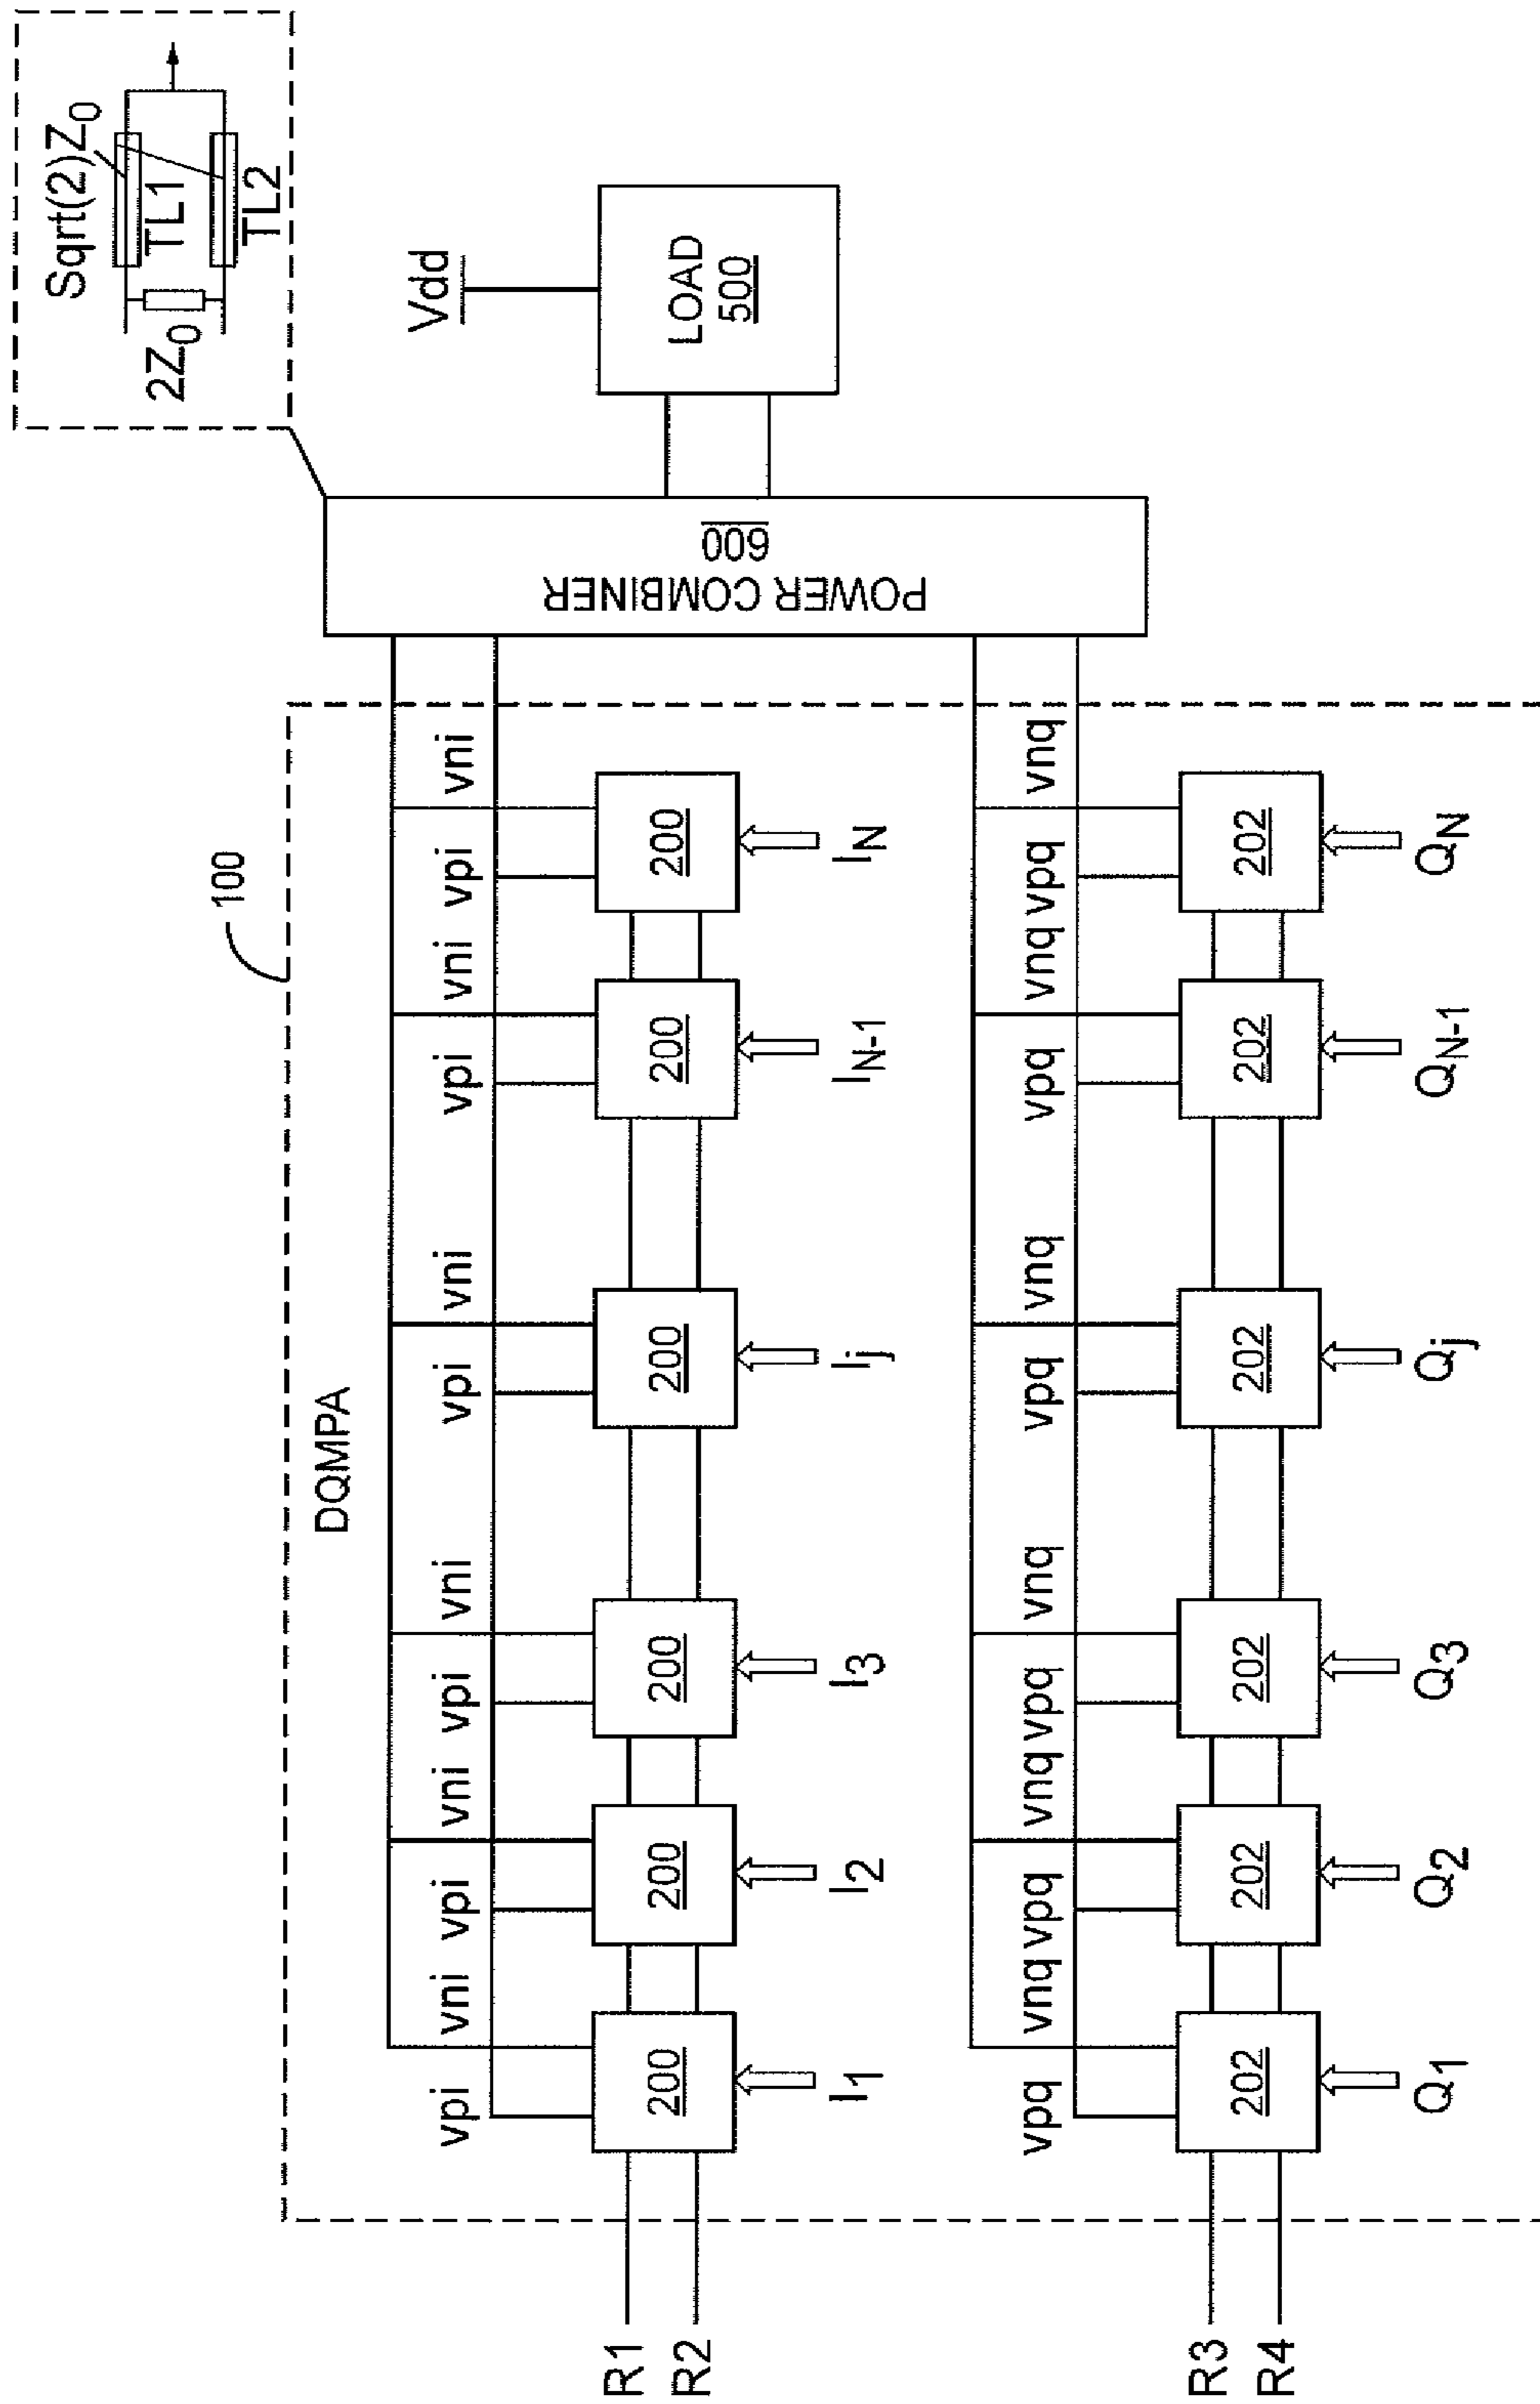 Sqrt(2)Z0
TL1
TL2
2Z0
Vdd
LOAD
500
POWER COMBINER
600
100
DQMPA
vpi vni vpi vni vpi vni vpi vni vpi vni vpi vni
200 200 200 200 200 200
I1 I2 I3 Ij IN-1 IN
R1
R2
vpq vnq vpq vnq vpq vnq vpq vnq vpq vnq vpq vnq
202 202 202 202 202 202
Q1 Q2 Q3 Qj QN-1 QN
R3
R4